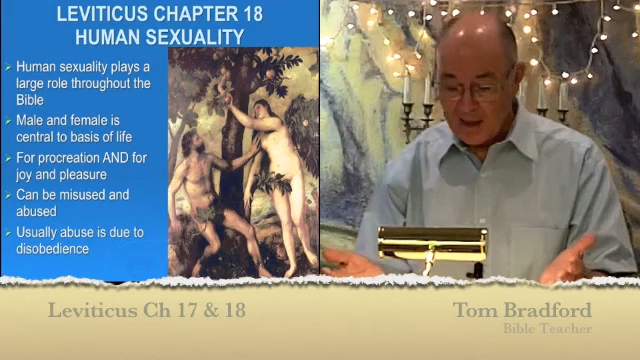 LEVITICUS CHAPTER 18
HUMAN SEXUALITY
Human sexuality plays a
large role throughout the
Bible
Male and female is
central to basis of life
For procreation AND for
joy and pleasure
Can be misused and
abused
Usually abuse is due to
disobedience
Leviticus Ch 17 & 18
Tom Bradford
Bible Teacher